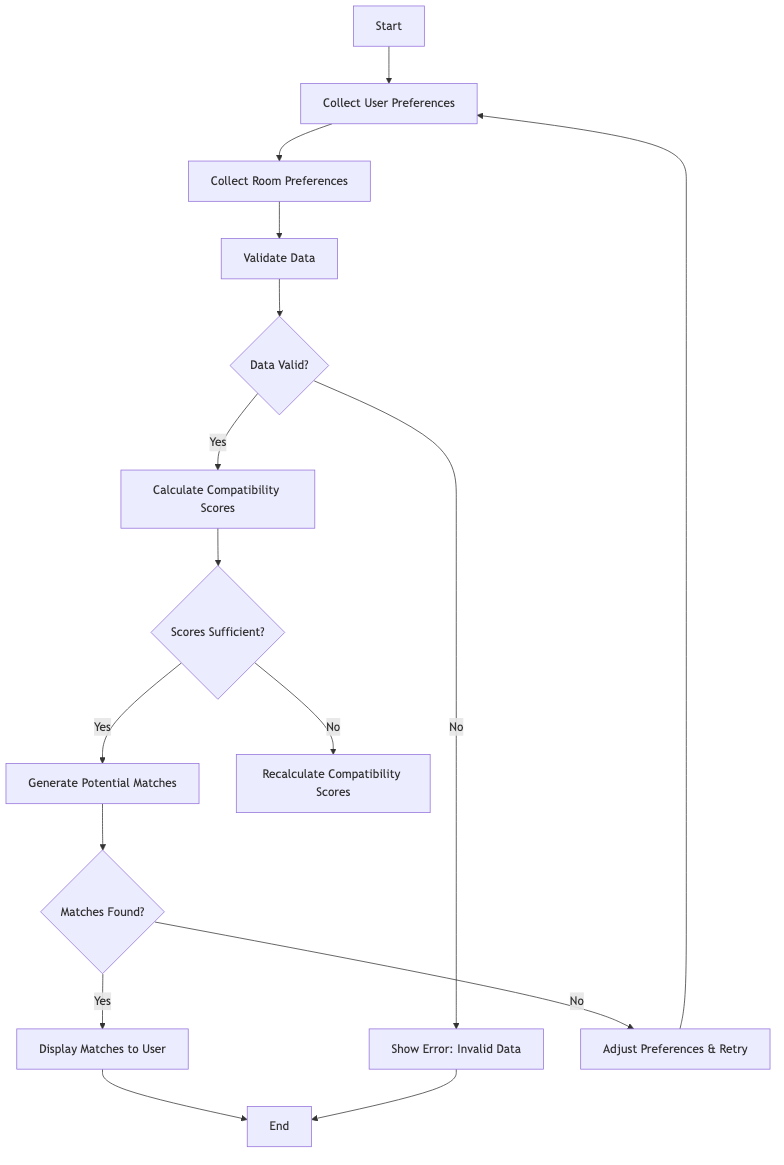 Start
Collect User Preferences
Collect Room Preferences
Validate Data
Data Valid?
Yes
Calculate Compatibility
Scores
Scores Sufficient?
Yes
No
No
Generate Potential Matches
Recalculate Compatibility
Scores
Matches Found?
Yes
No
Display Matches to User
Show Error: Invalid Data
Adjust Preferences & Retry
End